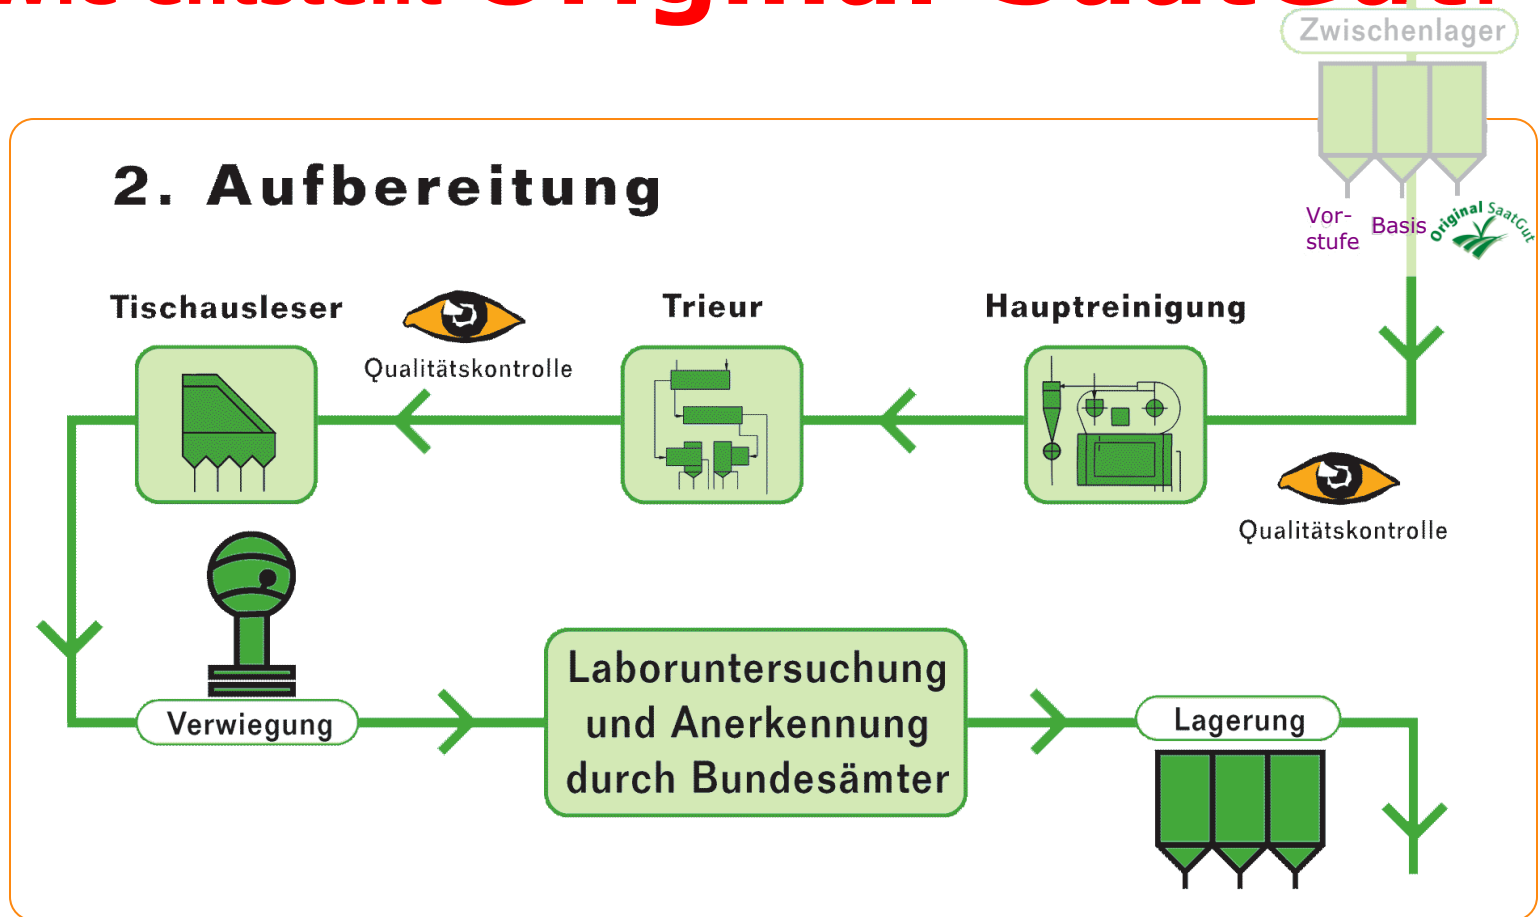 Zwischenlager
2. Aufbereitung
Vor-
stufe
Basis
Original SaatGut
Tischausleser
Qualitätskontrolle
Trieur
Hauptreinigung
Qualitätskontrolle
Verwiegung
Laboruntersuchung
und Anerkennung
durch Bundesämter
Lagerung